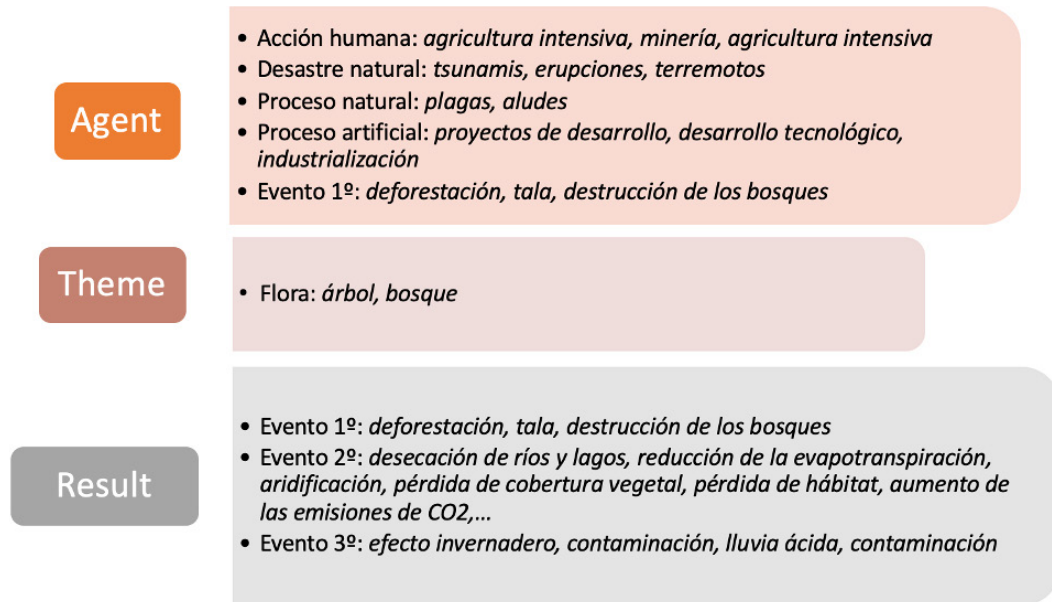 Agent
• Acción humana: agricultura intensiva, minería, agricultura intensiva
• Desastre natural: tsunamis, erupciones, terremotos
• Proceso natural: plagas, aludes
• Proceso artificial: proyectos de desarrollo, desarrollo tecnológico,
industrialización
• Evento 1º: deforestación, tala, destrucción de los bosques
Theme
• Flora: árbol, bosque
Result
• Evento 1º: deforestación, tala, destrucción de los bosques
• Evento 2º: desecación de ríos y lagos, reducción de la evapotranspiración,
aridificación, pérdida de cobertura vegetal, pérdida de hábitat, aumento de
las emisiones de CO2,...
• Evento 3º: efecto invernadero, contaminación, lluvia ácida, contaminación